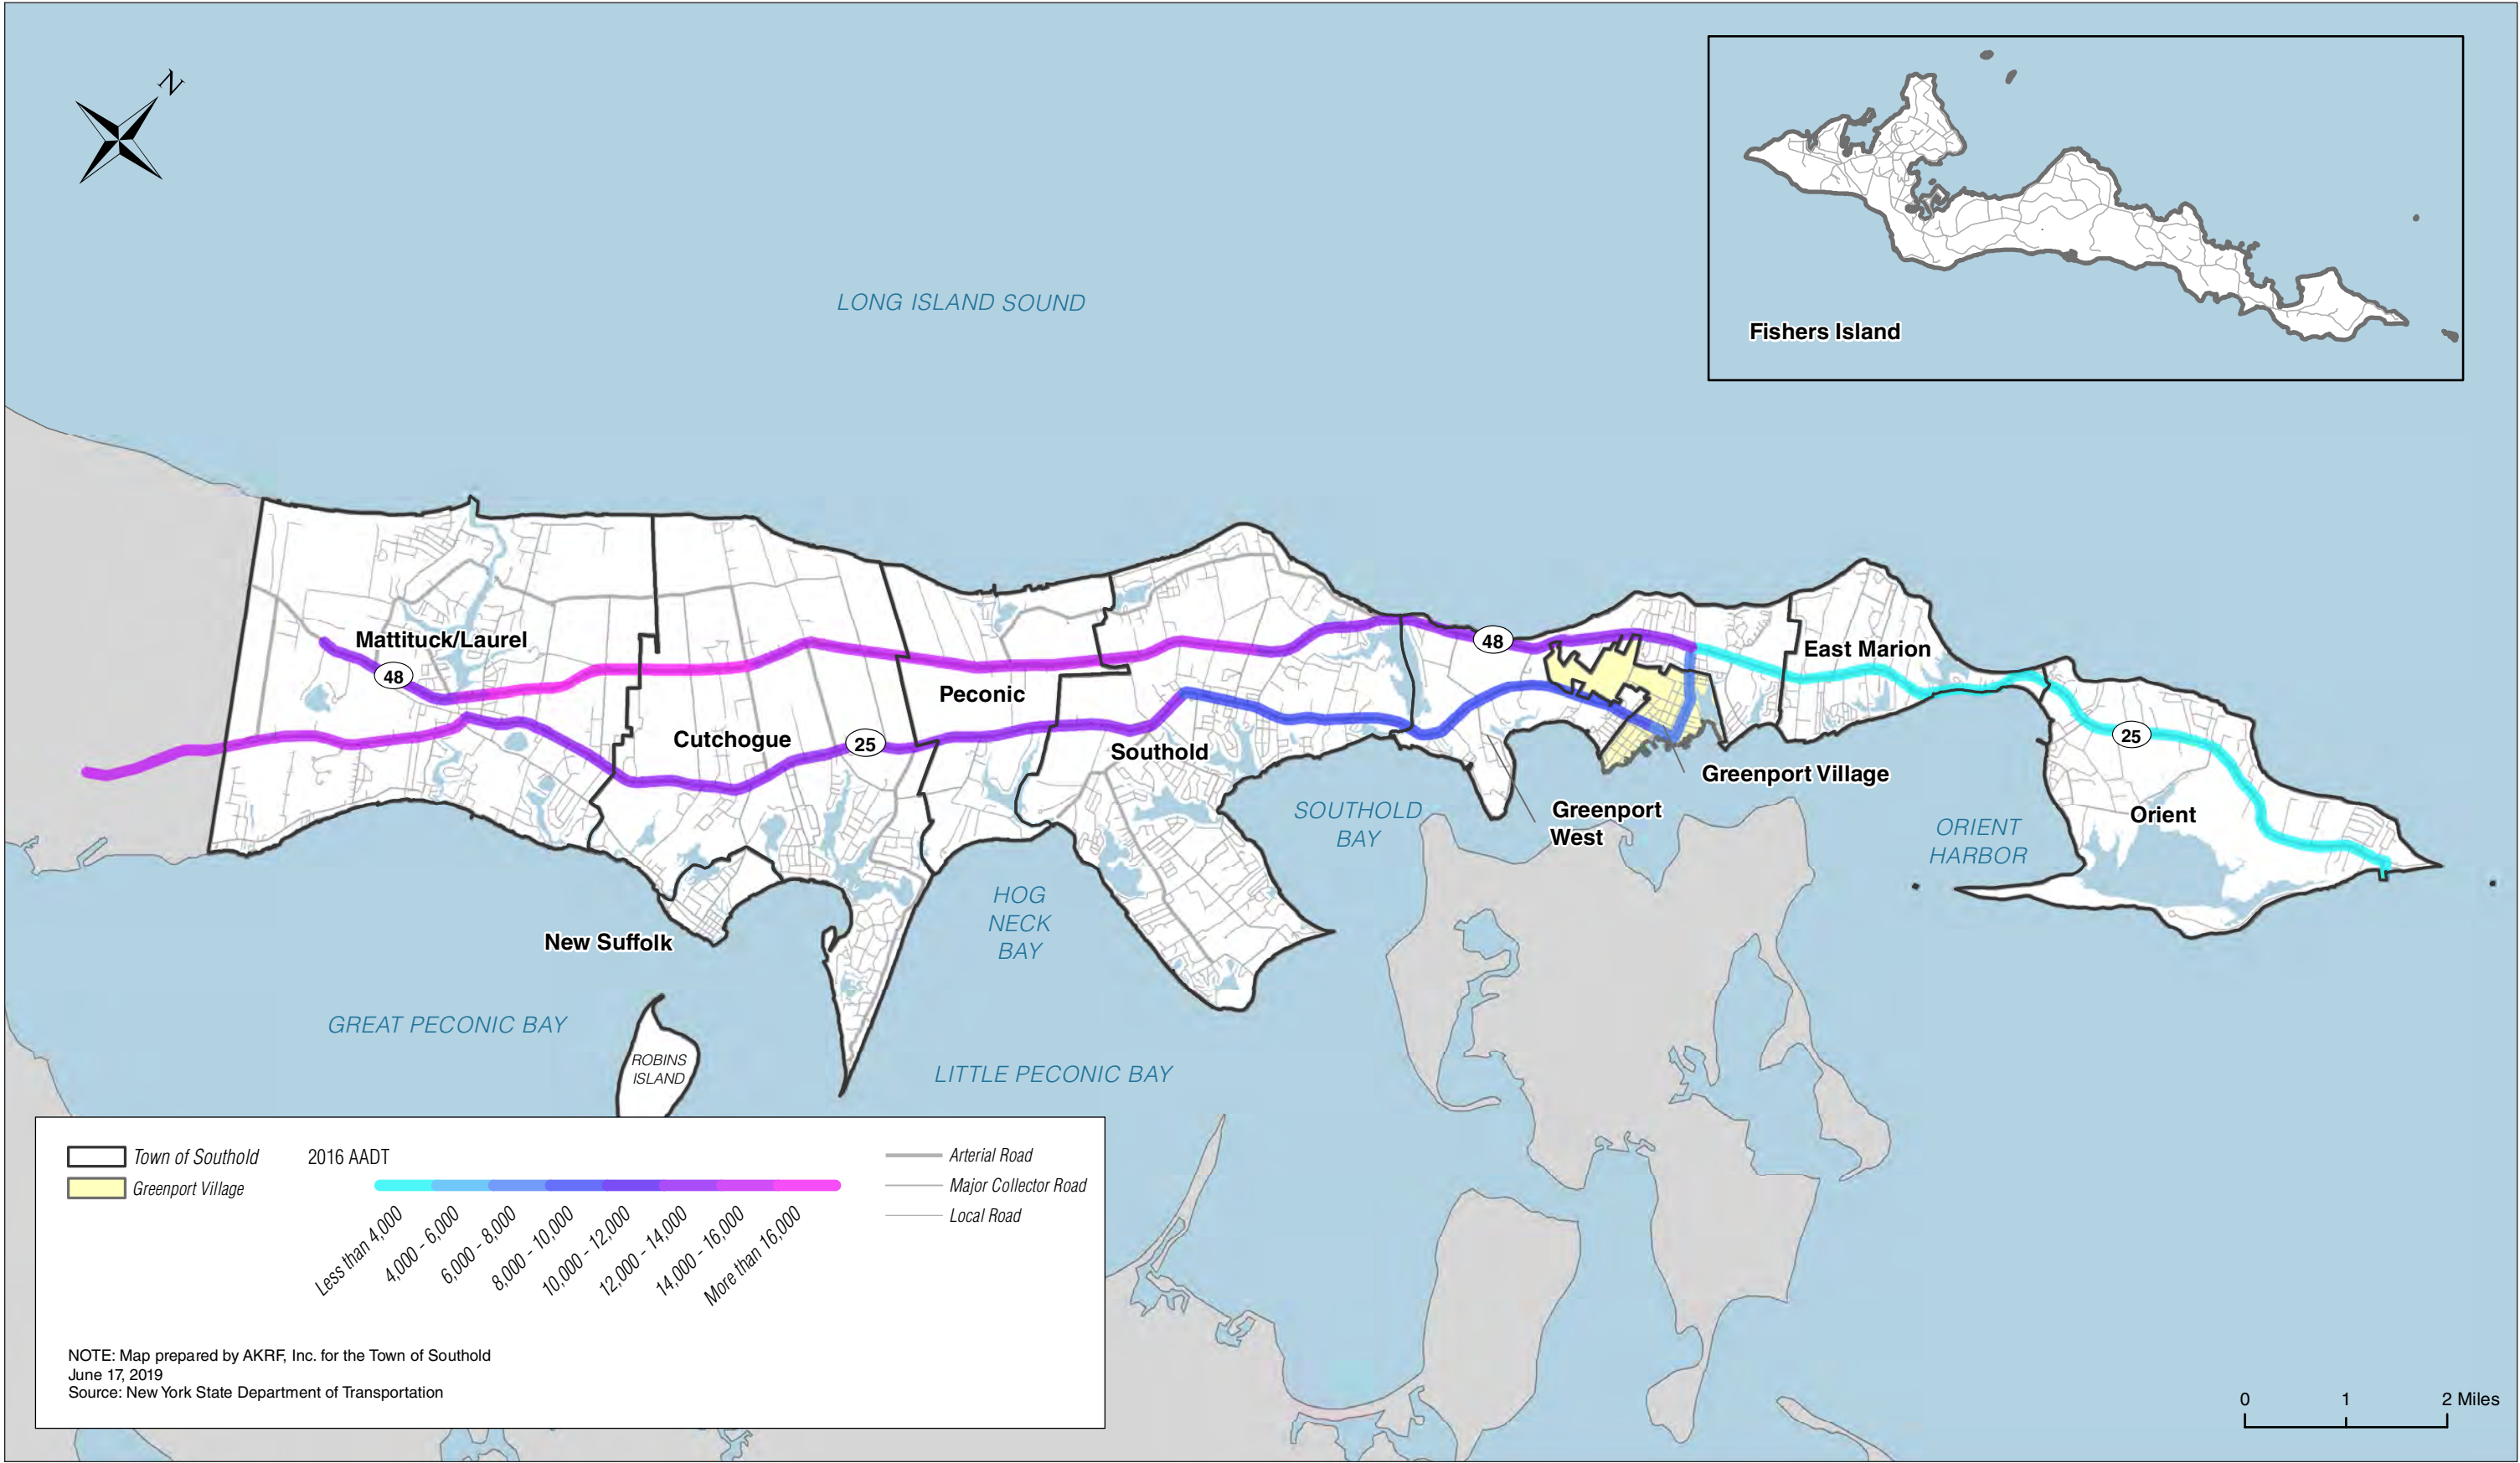 N
Fishers Island
LONG ISLAND SOUND
Mattituck/Laurel
48
48
East Marion
Peconic
Cutchogue
25
Southold
25
Greenport Village
Greenport
West
Orient
SOUTHOLD
BAY
ORIENT
HARBOR
HOG
NECK
BAY
New Suffolk
GREAT PECONIC BAY
ROBINS
ISLAND
LITTLE PECONIC BAY
Town of Southold
Greenport Village
2016 AADT
Less than 4,000
4,000 - 6,000
6,000 - 8,000
8,000 - 10,000
10,000 - 12,000
12,000 - 14,000
14,000 - 16,000
More than 16,000
Arterial Road
Major Collector Road
Local Road
NOTE: Map prepared by AKRF, Inc. for the Town of Southold
June 17, 2019
Source: New York State Department of Transportation
0 1 2 Miles